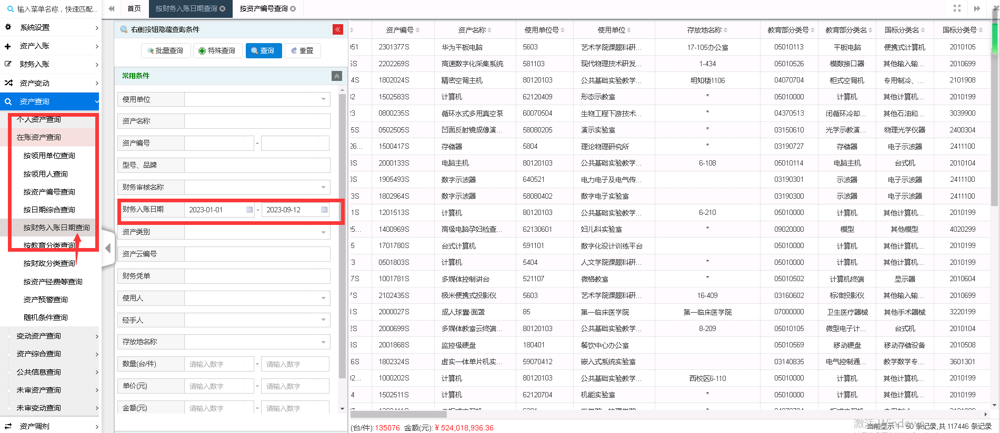 输入菜单名称，快速匹配...
系统设置
资产入账
财务入账
资产变动
资产查询
个人资产查询
在账资产查询
按领用单位查询
按领用人查询
按资产编号查询
按日期综合查询
按财务入账日期查询
按教育分类查询
按财政分类查询
按资产经费等查询
资产预警查询
随机条件查询
变动资产查询
资产综合查询
公共信息查询
未审资产查询
未审变动查询
资产调剂
首页 按财务入账日期查询 按资产编号查询
右侧按钮隐藏查询条件
批量查询 特殊查询 查询 重置
常用条件
使用单位
资产名称
资产编号 -
型号、品牌
财务审核名称
财务入账日期 2023-01-01 - 2023-09-12
资产类别
资产云编号
财务凭单
使用人
经手人
存放地名称
数量(台/件) 请输入数字 - 请输入数字
单价(元) 请输入数字 - 请输入数字
金额(元) 请输入数字 - 请输入数字
资产编号 资产名称 使用单位号 使用单位 存放地名称 教育部分类号 教育部分类名 国标分类名 国标分类号
051 2301377S 华为平板电脑 5603 艺术学院课题科研... 17-105办公室 05010113 平板电脑 便携式计算机 2010105
5S 2202269S 高速数字化采集系统 581103 现代物理技术研发... 1-434 05010526 模数接口器 其他输入输... 2010699
4S 1802024S 精密空调主机 80120103 公共基础实验教学... 明知楼1106 04070704 柜式空调机 专用制冷、... 2101908
32 1502583S 计算机 62120409 形态示教室 * 05010000 计算机 其他计算机... 2010199
23 0800235S 循环水式多用真空泵 60070504 生物工程下游技术... * 04370513 闭循环冷却... 其他石油和... 3039900
5S 0502505S 凹面反射镜成像演... 58080205 演示实验室 * 03150610 光学示教演... 物理光学仪器 2400304
26... 1500417S 存储器 5804 理论物理研究所 * 03190727 存储器 电子示波器 2411100
3S 2000133S 电脑主机 80120103 公共基础实验教学... 6-108 05010114 电脑主机 台式机 2010104
0S 1905493S 数字示波器 640521 电力电子及电气传... 03190301 示波器 电子示波器 2411100
3S 1802964S 数字示波器 58080402 数字电子实验室 03190300 示波器 电子示波器 2411100
1S 1201513S 计算机 80120103 公共基础实验教学... 6-210 05010000 计算机 其他计算机... 2010199
25... 1400969S 高级电脑孕妇检查... 62130601 妇儿科实验室 * 09020000 模型 其他模型 4020299
5 1701780S 台式计算机 591101 数字化设计训练平台 05010000 计算机 其他计算机... 2010199
73 0501803S 计算机 5404 人文学院课题科研... * 05010000 计算机 其他计算机... 2010199
7S 1001781S 多媒体控制讲台 521107 微格教室 * 05010502 计算机终端 显示器 2010604
7S 2102435S 极米便携式投影仪 5603 艺术学院课题科研... 16-409 03160602 标准投影仪 其他输入输... 2010699
1S 2000027S 成人球囊-面罩 85 第一临床医学院 第一临床医学院 07000000 卫生医疗器械 其他手术器械 3220199
2S 2000699S 多媒体教室云终端... 80120103 公共基础实验教学... 8-209 05010105 微型电子计... 台式机 2010104
3S 2001868S 监控级硬盘 180401 餐饮中心办公室 05010569 移动硬盘 移动存储设备 2010508
6S 1802324S 虚实一体单片机实... 59070412 嵌入式系统实验室 03140835 电气控制通... 教学数学专... 3601301
02... 1000202S 计算机 80120103 公共基础实验教学... 西校区6-110 05010000 计算机 其他计算机... 2010199
4 1502511S 计算机 62120704 机能实验室 * 05010000 计算机 其他计算机... 2010199
(台/件): 135076 金额(元): ¥ 524,018,936.36
激活 Windows
当前显示 1 - 50 条记录,共 117446 条记录